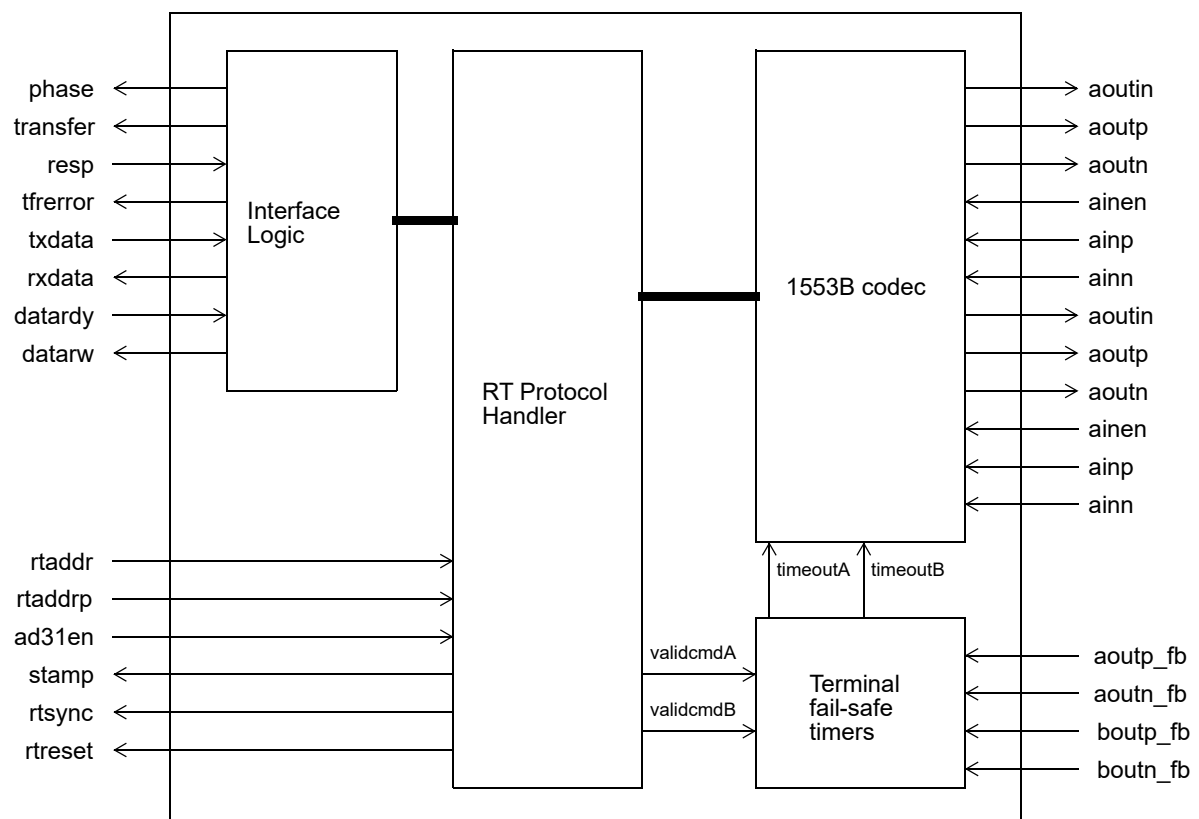 phase
transfer
resp
tfrerror
txdata
rxdata
datardy
datarw
Interface
Logic
rtaddr
rtaddrp
ad31en
stamp
rtsync
rtreset
RT Protocol
Handler
validcmdA
validcmdB
1553B codec
timeoutA
timeoutB
Terminal
fail-safe
timers
aoutin
aoutp
aoutn
ainen
ainp
ainn
aoutin
aoutp
aoutn
ainen
ainp
ainn
aoutp_fb
aoutn_fb
boutp_fb
boutn_fb